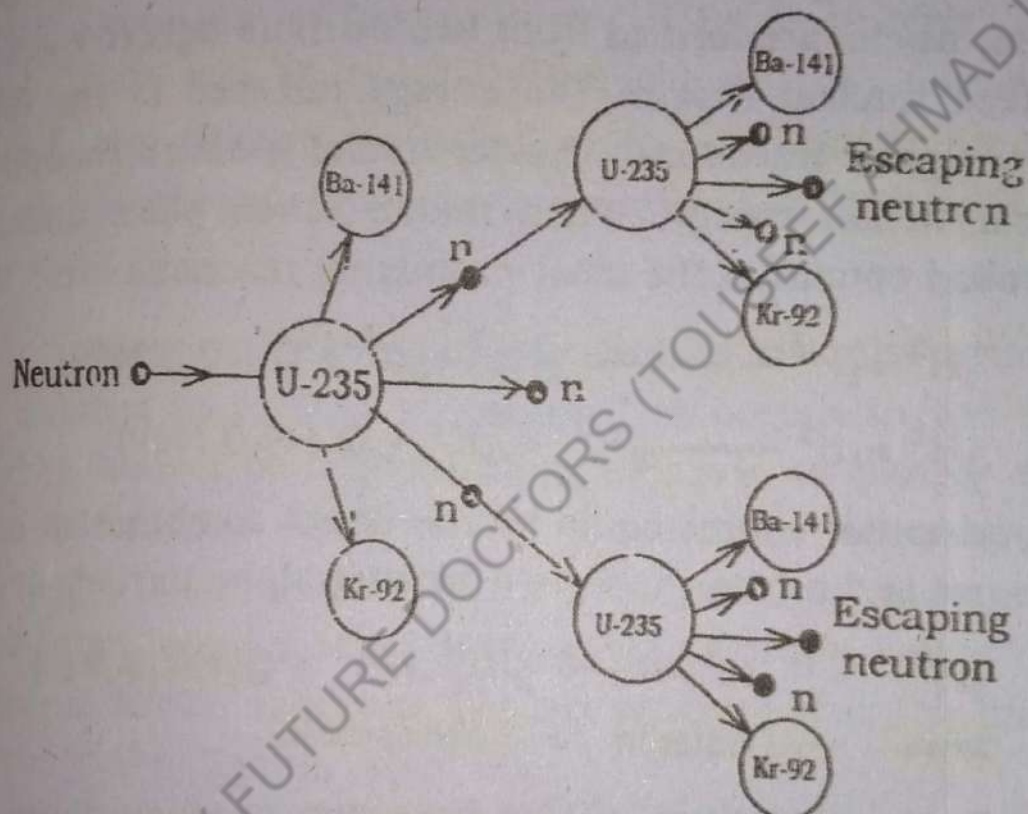 Ba-141
n
U-235
Escaping
neutrcn
Ba-141
n
n
Kr-92
Neutron
U-235
n
n
Ba-141
n
Kr-92
U-235
Escaping
neutron
n
Kr-92
FUTURE DOCTORS (TOUSEEF AHMAD)